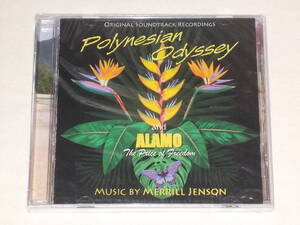 ORIGINAL SOUNDTRACK RECORDINGS
Polynesian
Odyssey
and
ALAMO
The Price of Freedom
MUSIC BY MERRILL JENSON